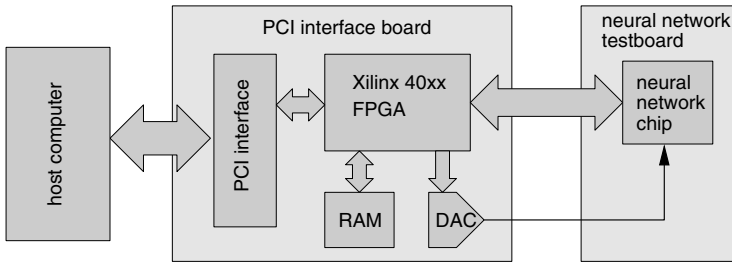 PCI interface board
neural network
testboard
host computer
PCI interface
Xilinx 40xx
FPGA
neural
network
chip
RAM
DAC